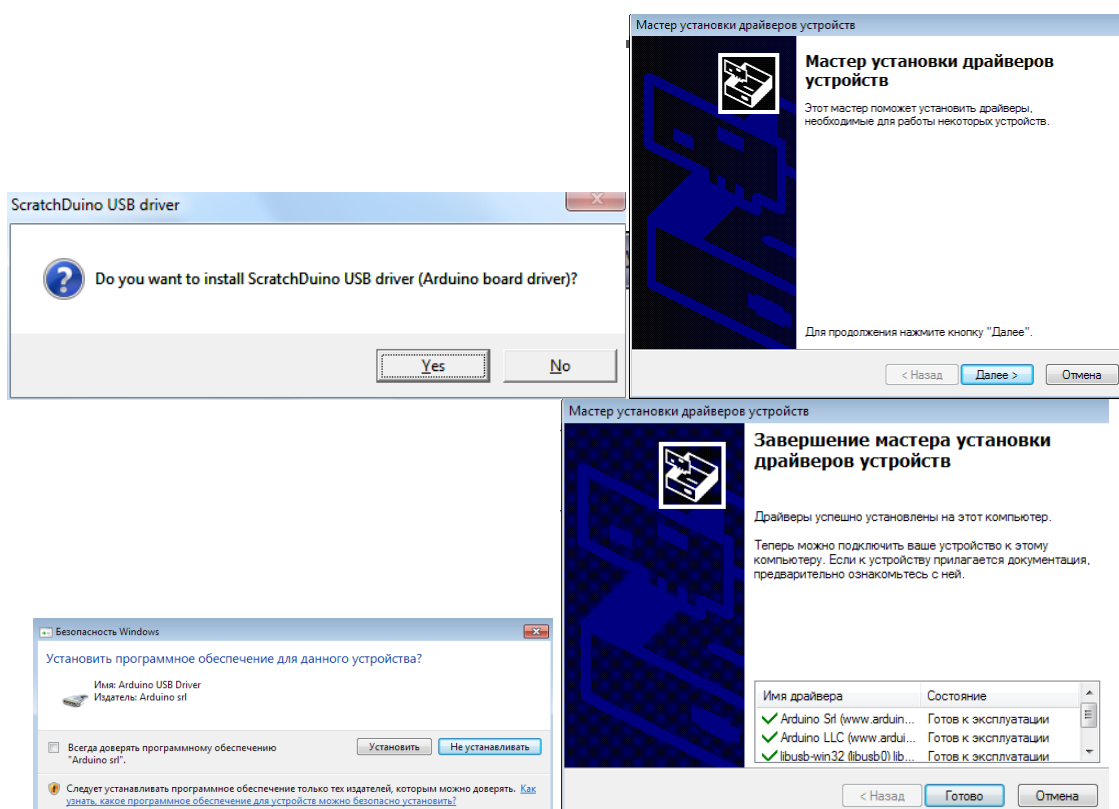 ScratchDuino USB driver
Do you want to install ScratchDuino USB driver (Arduino board driver)?
Yes
No
Мастер установки драйверов устройств
Мастер установки драйверов
устройств
Этот мастер поможет установить драйверы,
необходимые для работы некоторых устройств.
Для продолжения нажмите кнопку "Далее".
< Назад
Далее >
Отмена
Безопасность Windows
Установить программное обеспечение для данного устройства?
Имя: Arduino USB Driver
Издатель: Arduino srl
Всегда доверять программному обеспечению
"Arduino srl".
Установить
Не устанавливать
Следует устанавливать программное обеспечение только тех издателей, которым можно доверять. Как
узнать, какое программное обеспечение для устройств можно безопасно установить?
Мастер установки драйверов устройств
Завершение мастера установки
драйверов устройств
Драйверы успешно установлены на этот компьютер.
Теперь можно подключить ваше устройство к этому
компьютеру. Если к устройству прилагается документация,
предварительно ознакомьтесь с ней.
Имя драйвера Состояние
Arduino Srl (www.arduin... Готов к эксплуатации
Arduino LLC (www.ardui... Готов к эксплуатации
libusb-win32 (libusb0) lib... Готов к эксплуатации
< Назад
Готово
Отмена